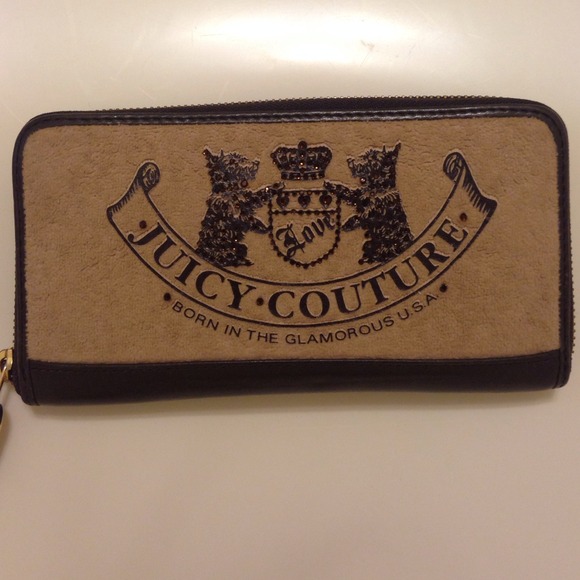 Love
·JUICY·COUTURE·
·BORN IN THE GLAMOROUS U.S.A.·